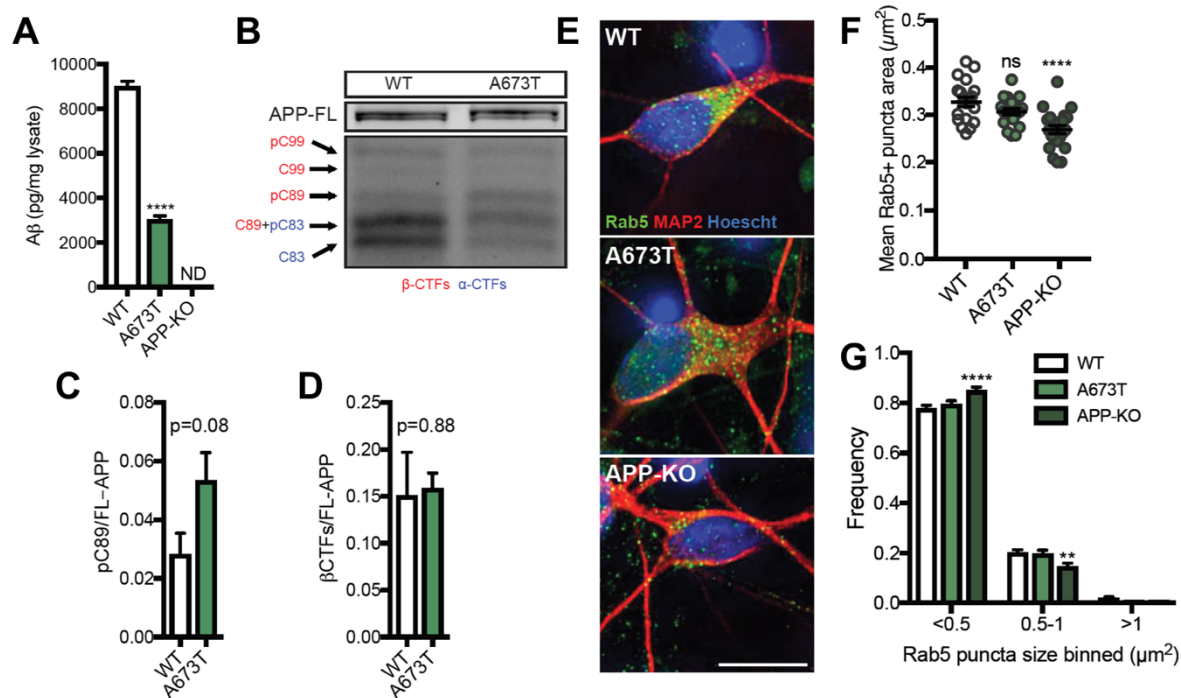 A
Aβ (pg/mg lysate)
10000
8000
6000
4000
2000
0
****
ND
WT
A673T
APP-KO
B
WT
A673T
APP-FL
pC99
C99
pC89
C89+pC83
C83
β-CTFs α-CTFs
C
pC89/FL-APP
0.08
0.06
0.04
0.02
0.00
p=0.08
WT
A673T
D
βCTFs/FL-APP
0.25
0.20
0.15
0.10
0.05
0.00
p=0.88
WT
A673T
E
WT
Rab5 MAP2 Hoescht
A673T
APP-KO
F
Mean Rab5+ puncta area (µm²)
0.5
0.4
0.3
0.2
0.1
0.0
ns
****
WT
A673T
APP-KO
G
Frequency
1.0
0.8
0.6
0.4
0.2
0.0
****
**
WT
A673T
APP-KO
<0.5
0.5-1
>1
Rab5 puncta size binned (µm²)